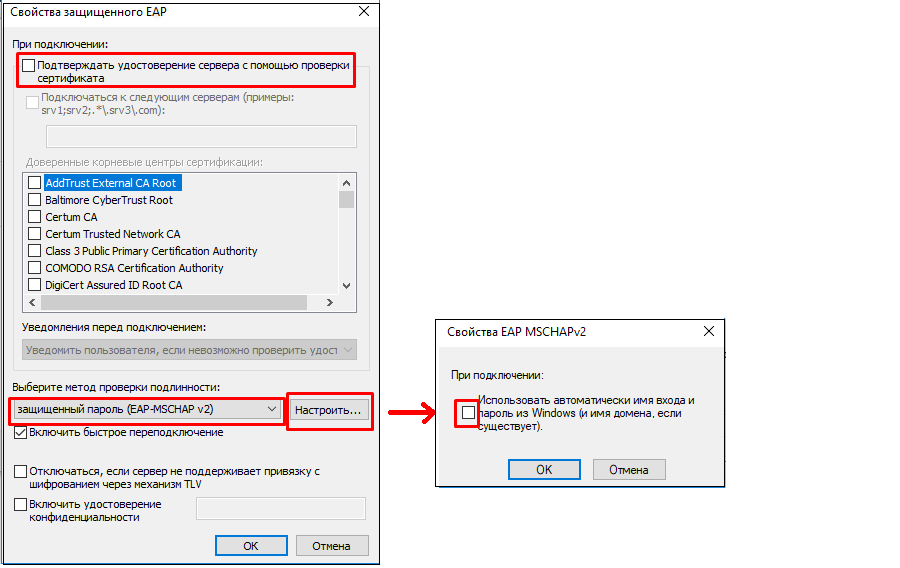 Свойства защищенного EAP
При подключении:
Подтверждать удостоверение сервера с помощью проверки
сертификата
Подключаться к следующим серверам (примеры:
srv1;srv2;.*\.srv3\.com):
Доверенные корневые центры сертификации:
AddTrust External CA Root
Baltimore CyberTrust Root
Certum CA
Certum Trusted Network CA
Class 3 Public Primary Certification Authority
COMODO RSA Certification Authority
DigiCert Assured ID Root CA
Уведомления перед подключением:
Уведомить пользователя, если невозможно проверить удост
Выберите метод проверки подлинности:
защищенный пароль (EAP-MSCHAP v2)
Настроить...
Включить быстрое переподключение
Отключаться, если сервер не поддерживает привязку с
шифрованием через механизм TLV
Включить удостоверение
конфиденциальности
ОК
Отмена
Свойства EAP MSCHAPv2
При подключении:
Использовать автоматически имя входа и
пароль из Windows (и имя домена, если
существует).
ОК
Отмена